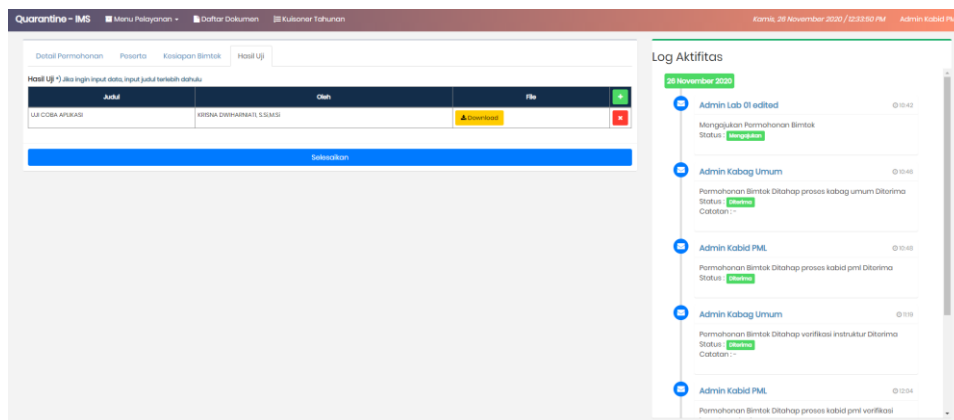 Quarantine - IMS Menu Pelayanan Daftar Dokumen Kuisoner Tahunan Kamis, 26 November 2020 / 12:33:50 PM Admin Kabid PM
Detail Permohonan Peserta Kesiapan Bimtek Hasil Uji
Hasil Uji *) Jika ingin input data, input judul terlebih dahulu
Judul Oleh File +
UJI COBA APLIKASI KRISNA DWIHARNIATI, S.Si,M.Si Download ×
Selesaikan
Log Aktifitas
26 November 2020
Admin Lab 01 edited 10:42
Mengajukan Permohonan Bimtek
Status : Mengajukan
Admin Kabag Umum 10:46
Permohonan Bimtek Ditahap proses kabag umum Diterima
Status : Diterima
Catatan : -
Admin Kabid PML 10:48
Permohonan Bimtek Ditahap proses kabid pml Diterima
Status : Diterima
Admin Kabag Umum 11:19
Permohonan Bimtek Ditahap verifikasi instruktur Diterima
Status : Diterima
Catatan : -
Admin Kabid PML 12:04
Permohonan Bimtek Ditahap proses kabid pml verifikasi